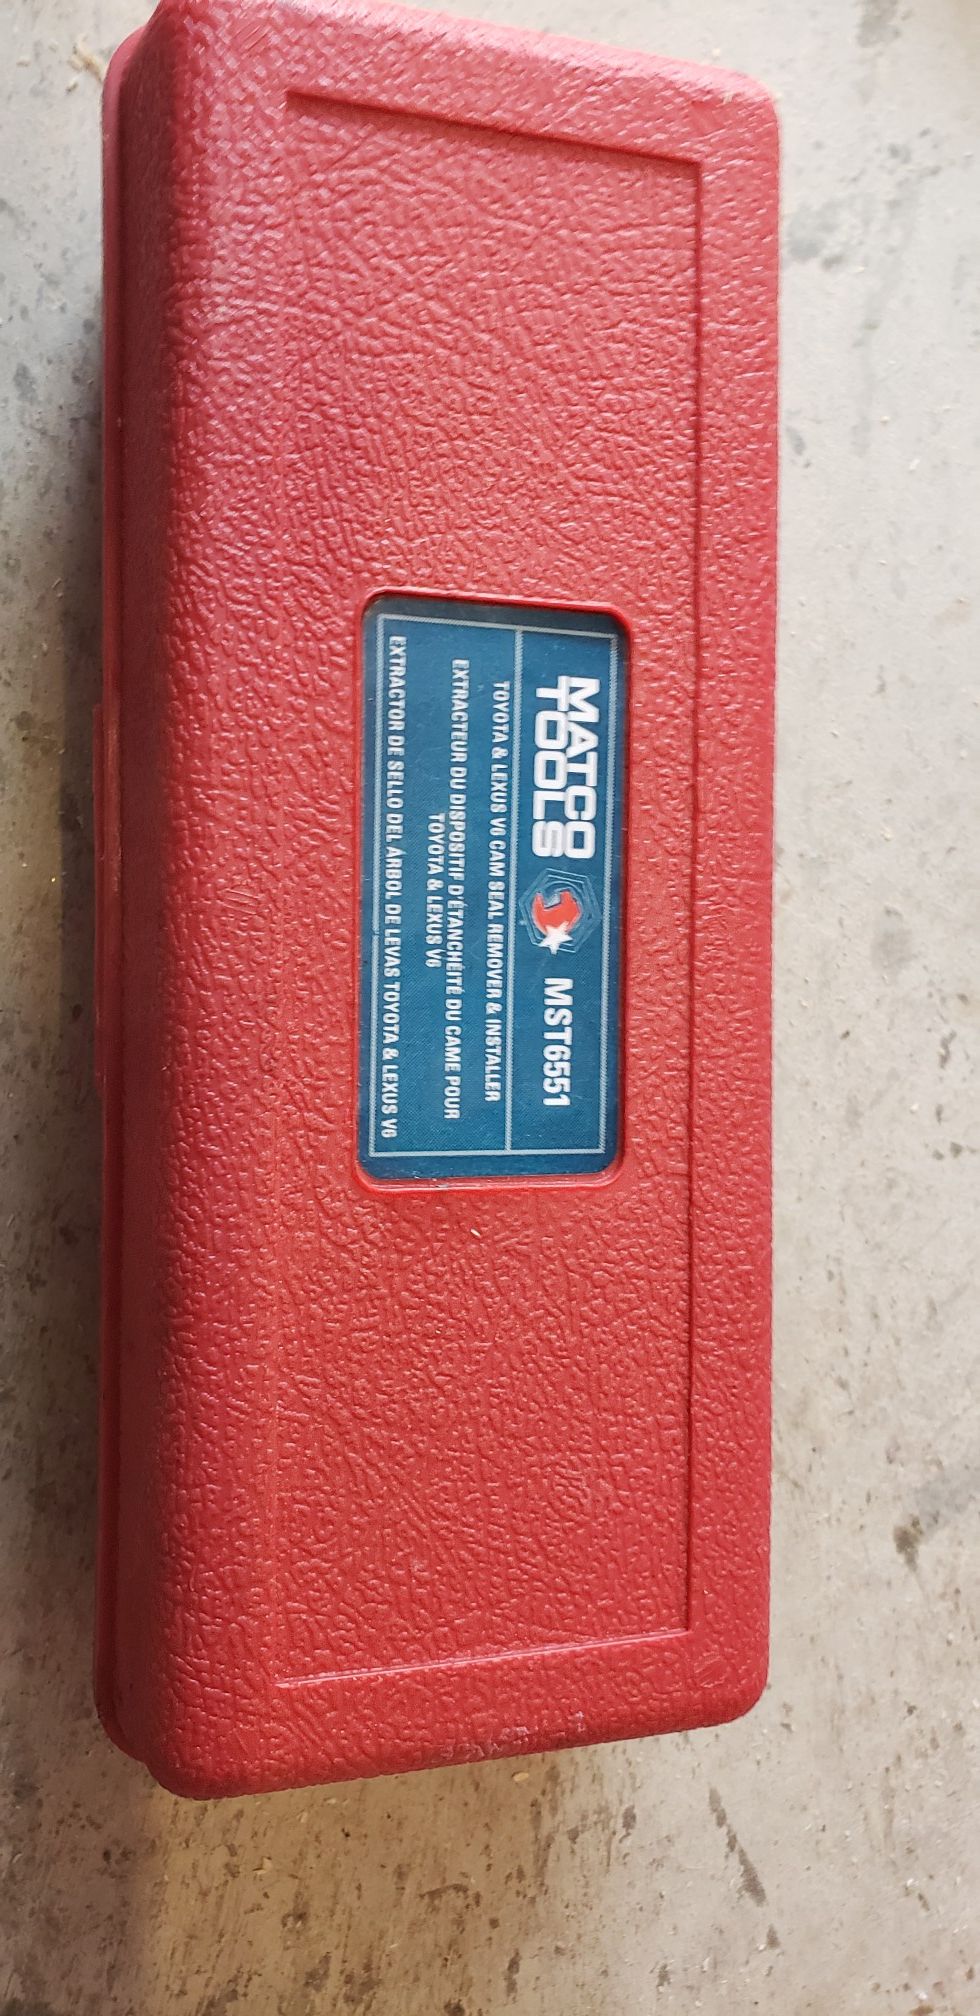 MATCO
TOOLS
MST6551
TOYOTA & LEXUS V6 CAM SEAL REMOVER & INSTALLER
EXTRACTEUR DU DISPOSITIF D'ÉTANCHÉITÉ DU CAME POUR
TOYOTA & LEXUS V6
EXTRACTOR DE SELLO DEL ÁRBOL DE LEVAS TOYOTA & LEXUS V6